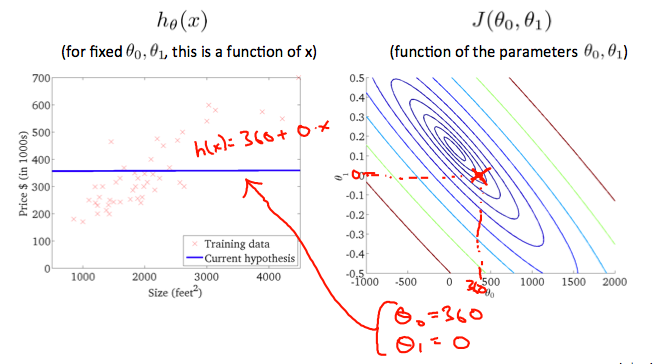 hθ(x)
(for fixed θ₀, θ₁, this is a function of x)
700
600
500
400
300
200
100
0
Price $ (in 1000s)
1000
2000
3000
4000
Size (feet²)
Training data
Current hypothesis
h(x) = 360 + 0·x
J(θ₀, θ₁)
(function of the parameters θ₀, θ₁)
0.5
0.4
0.3
0.2
0.1
0
-0.1
-0.2
-0.3
-0.4
-0.5
θ₁
-1000
-500
0
500
1000
1500
2000
360
θ₀
θ₀ = 360
θ₁ = 0